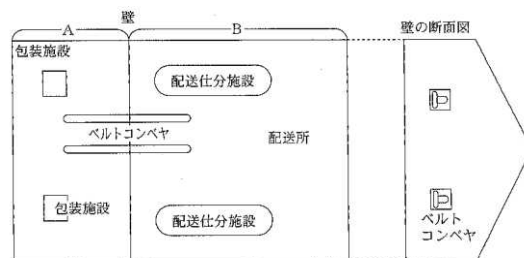 壁
A
B
壁の断面図
包装施設
配送仕分施設
ベルトコンベヤ
配送所
包装施設
配送仕分施設
ベルト
コンベヤ